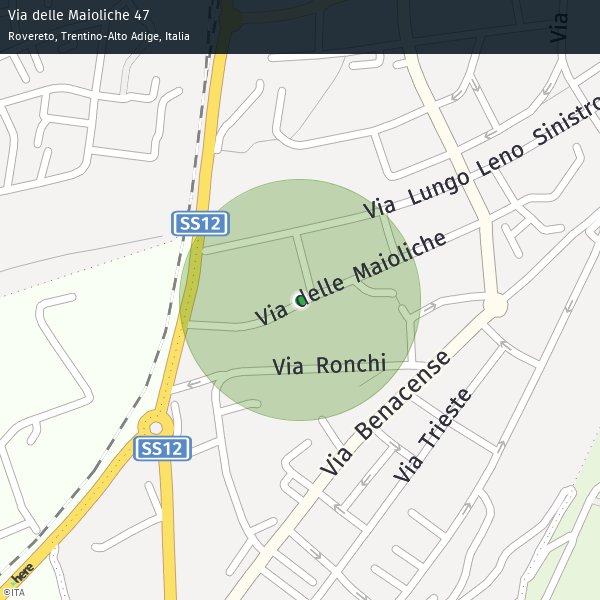 Via delle Maioliche 47
Rovereto, Trentino-Alto Adige, Italia
Via
Via Lungo Leno Sinistro
SS12
Via delle Maioliche
Via Ronchi
Via Benacense
Via Trieste
SS12
here
©ITA